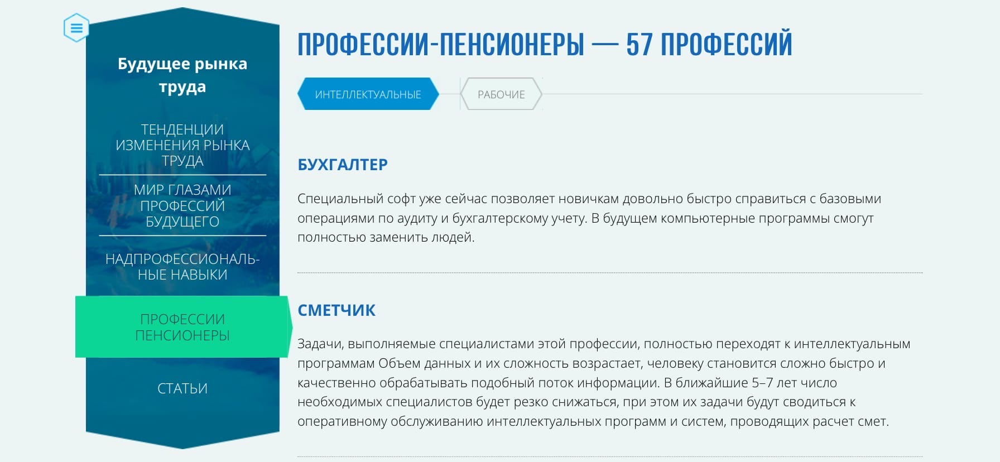 Будущее рынка
труда
ТЕНДЕНЦИИ
ИЗМЕНЕНИЯ РЫНКА
ТРУДА
МИР ГЛАЗАМИ
ПРОФЕССИЙ
БУДУЩЕГО
НАДПРОФЕССИОНАЛЬ-
НЫЕ НАВЫКИ
ПРОФЕССИИ
ПЕНСИОНЕРЫ
СТАТЬИ
ПРОФЕССИИ-ПЕНСИОНЕРЫ — 57 ПРОФЕССИЙ
ИНТЕЛЛЕКТУАЛЬНЫЕ
РАБОЧИЕ
БУХГАЛТЕР
Специальный софт уже сейчас позволяет новичкам довольно быстро справиться с базовыми
операциями по аудиту и бухгалтерскому учету. В будущем компьютерные программы смогут
полностью заменить людей.
СМЕТЧИК
Задачи, выполняемые специалистами этой профессии, полностью переходят к интеллектуальным
программам Объем данных и их сложность возрастает, человеку становится сложно быстро и
качественно обрабатывать подобный поток информации. В ближайшие 5–7 лет число
необходимых специалистов будет резко снижаться, при этом их задачи будут сводиться к
оперативному обслуживанию интеллектуальных программ и систем, проводящих расчет смет.